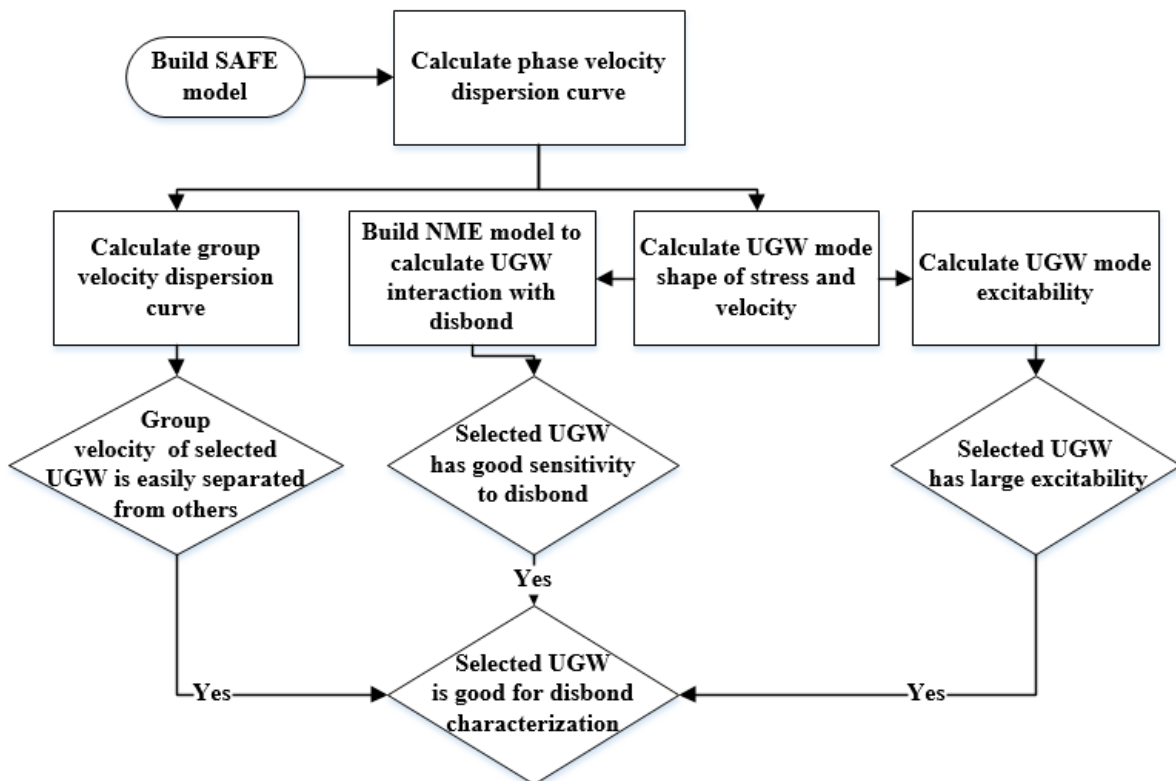 Build SAFE
model
Calculate phase velocity
dispersion curve
Calculate group
velocity dispersion
curve
Build NME model to
calculate UGW
interaction with
disbond
Calculate UGW mode
shape of stress and
velocity
Calculate UGW mode
excitability
Group
velocity of selected
UGW is easily separated
from others
Selected UGW
has good sensitivity
to disbond
Selected UGW
has large excitability
Yes
Yes
Yes
Selected UGW
is good for disbond
characterization